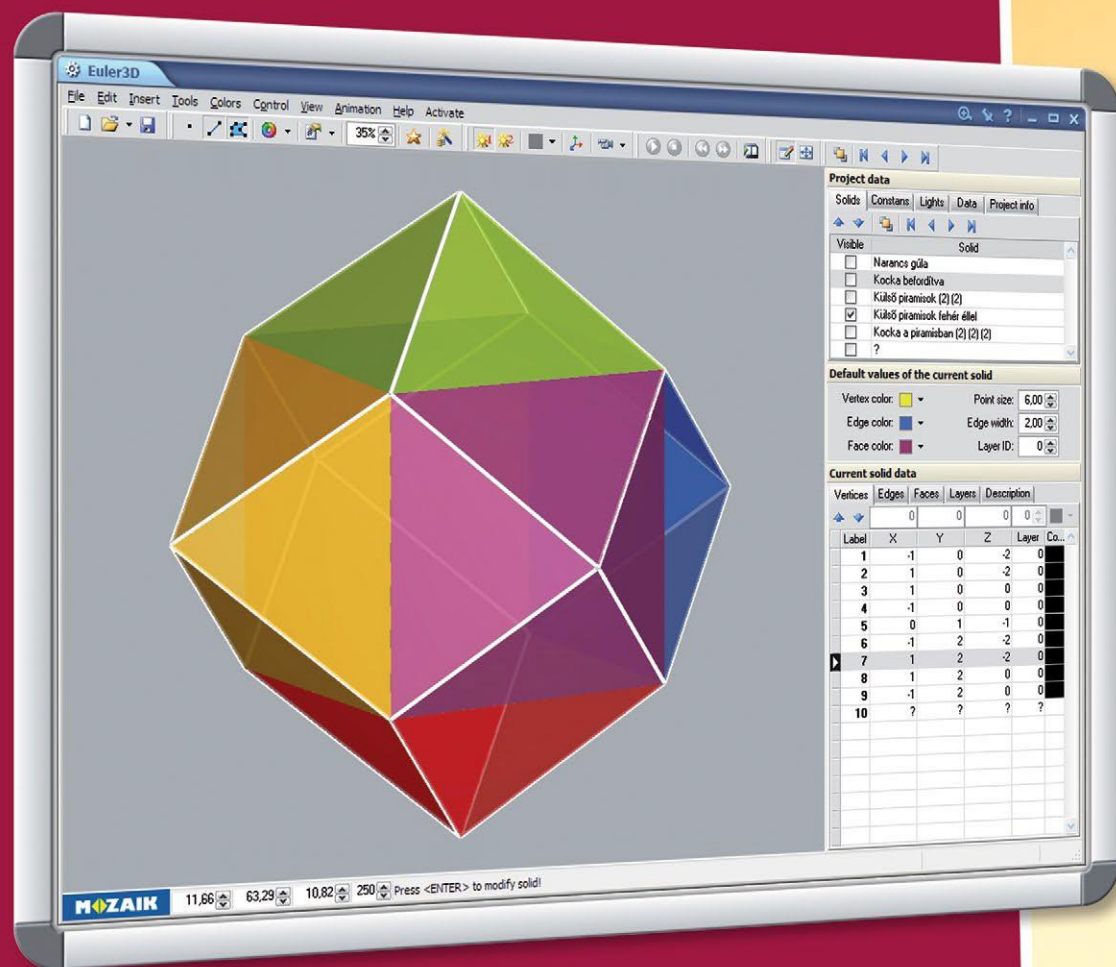 Euler3D
File Edit Insert Tools Colors Control View Animation Help Activate
35%
Project data
Solids Constans Lights Data Project info
Visible Solid
Narancs gúla
Kocka befordítva
Külső piramisok (2) (2)
Külső piramisok fehér éllel
Kocka a piramisban (2) (2) (2)
?
Default values of the current solid
Vertex color: Point size: 6,00
Edge color: Edge width: 2,00
Face color: Layer ID: 0
Current solid data
Vertices Edges Faces Layers Description
0 0 0 0
Label X Y Z Layer Co...
1 -1 0 -2 0
2 1 0 -2 0
3 1 0 0 0
4 -1 0 0 0
5 0 1 -1 0
6 -1 2 -2 0
7 1 2 -2 0
8 1 2 0 0
9 -1 2 0 0
10 ? ? ? ?
MOZAIK 11,66 63,29 10,82 250 Press <ENTER> to modify solid!